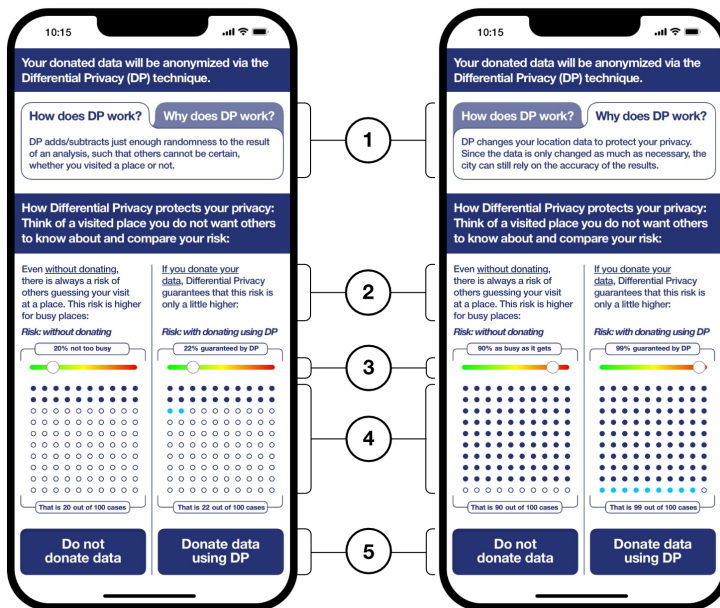 10:15
Your donated data will be anonymized via the
Differential Privacy (DP) technique.
How does DP work?
Why does DP work?
DP adds/subtracts just enough randomness to the result
of an analysis, such that others cannot be certain,
whether you visited a place or not.
How Differential Privacy protects your privacy:
Think of a visited place you do not want others
to know about and compare your risk:
Even without donating,
there is always a risk of
others guessing your visit
at a place. This risk is higher
for busy places:
Risk: without donating
20% not too busy
That is 20 out of 100 cases
Do not
donate data
If you donate your
data, Differential Privacy
guarantees that this risk is
only a little higher:
Risk: with donating using DP
22% guaranteed by DP
That is 22 out of 100 cases
Donate data
using DP
1
2
3
4
5
10:15
Your donated data will be anonymized via the
Differential Privacy (DP) technique.
How does DP work?
Why does DP work?
DP changes your location data to protect your privacy.
Since the data is only changed as much as necessary, the
city can still rely on the accuracy of the results.
How Differential Privacy protects your privacy:
Think of a visited place you do not want others
to know about and compare your risk:
Even without donating,
there is always a risk of
others guessing your visit
at a place. This risk is higher
for busy places:
Risk: without donating
90% as busy as it gets
That is 90 out of 100 cases
Do not
donate data
If you donate your
data, Differential Privacy
guarantees that this risk is
only a little higher:
Risk: with donating using DP
99% guaranteed by DP
That is 99 out of 100 cases
Donate data
using DP